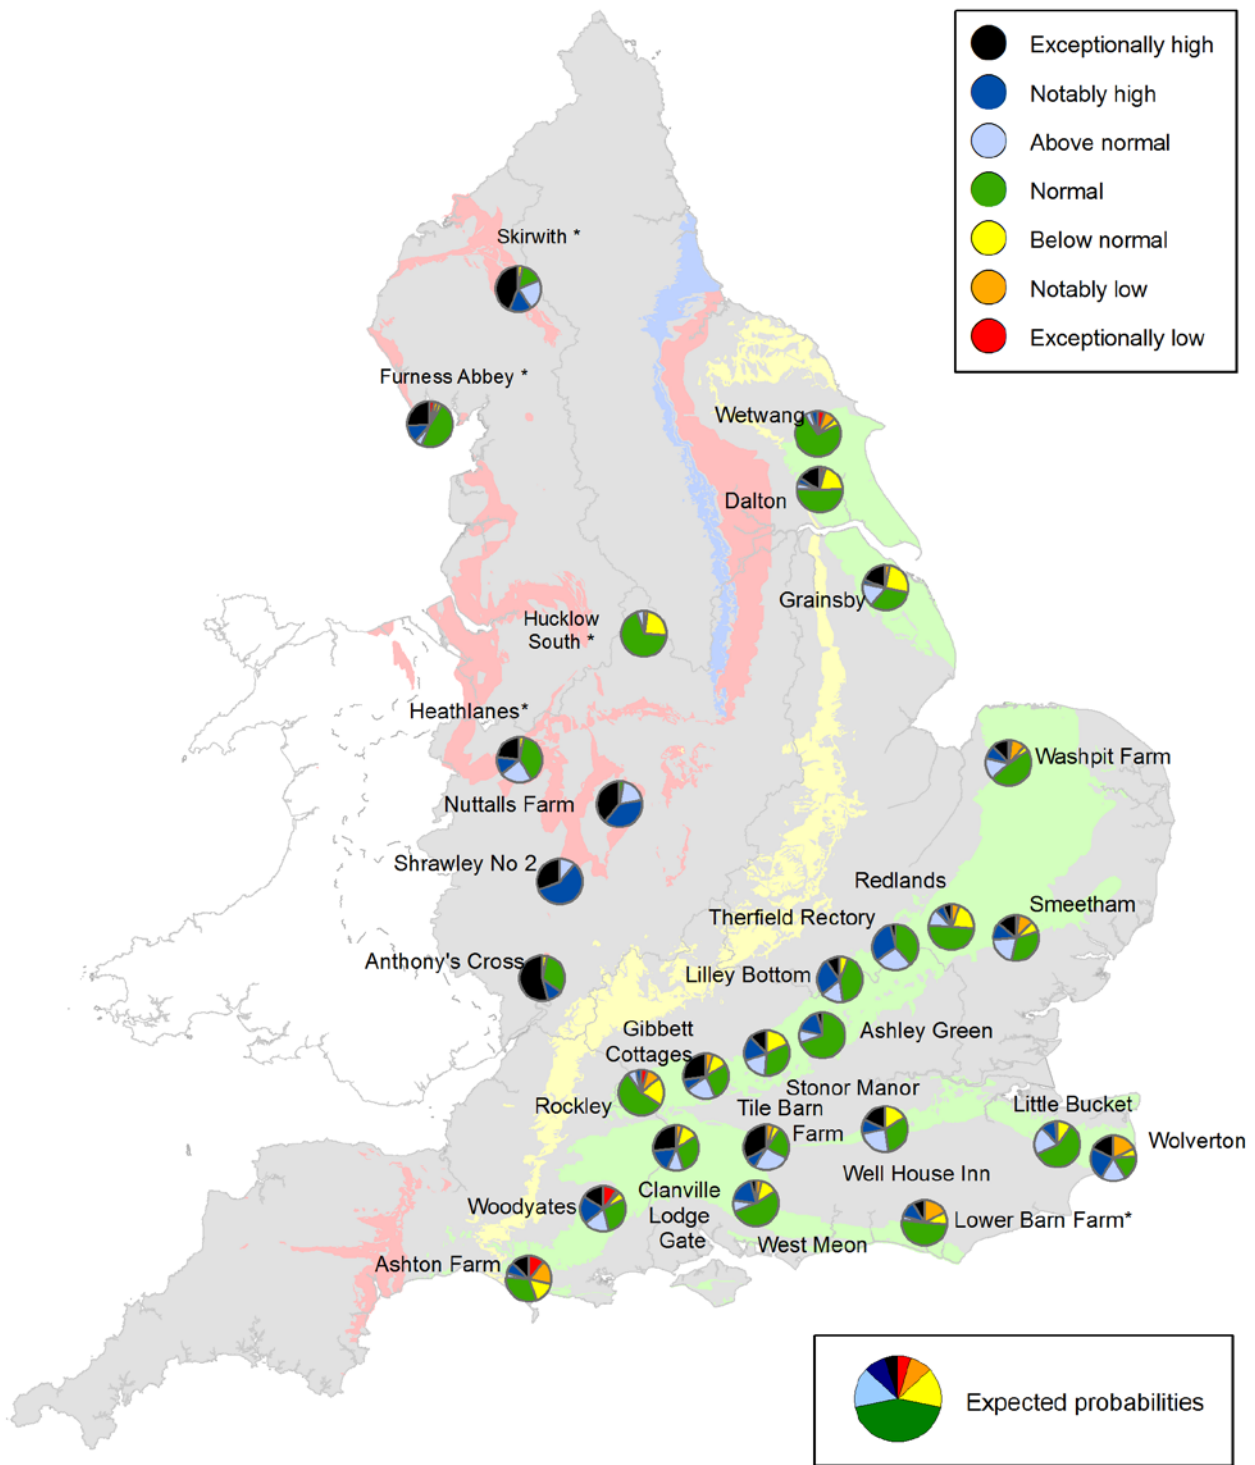 Exceptionally high
Notably high
Above normal
Normal
Below normal
Notably low
Exceptionally low
Skirwith *
Furness Abbey *
Wetwang
Dalton
Grainsby
Hucklow
South *
Heathlanes*
Nuttalls Farm
Washpit Farm
Shrawley No 2
Redlands
Smeetham
Therfield Rectory
Anthony's Cross
Lilley Bottom
Gibbett
Cottages
Ashley Green
Rockley
Stonor Manor
Tile Barn
Farm
Little Bucket
Wolverton
Well House Inn
Woodyates
Clanville
Lodge
Gate
Lower Barn Farm*
West Meon
Ashton Farm
Expected probabilities